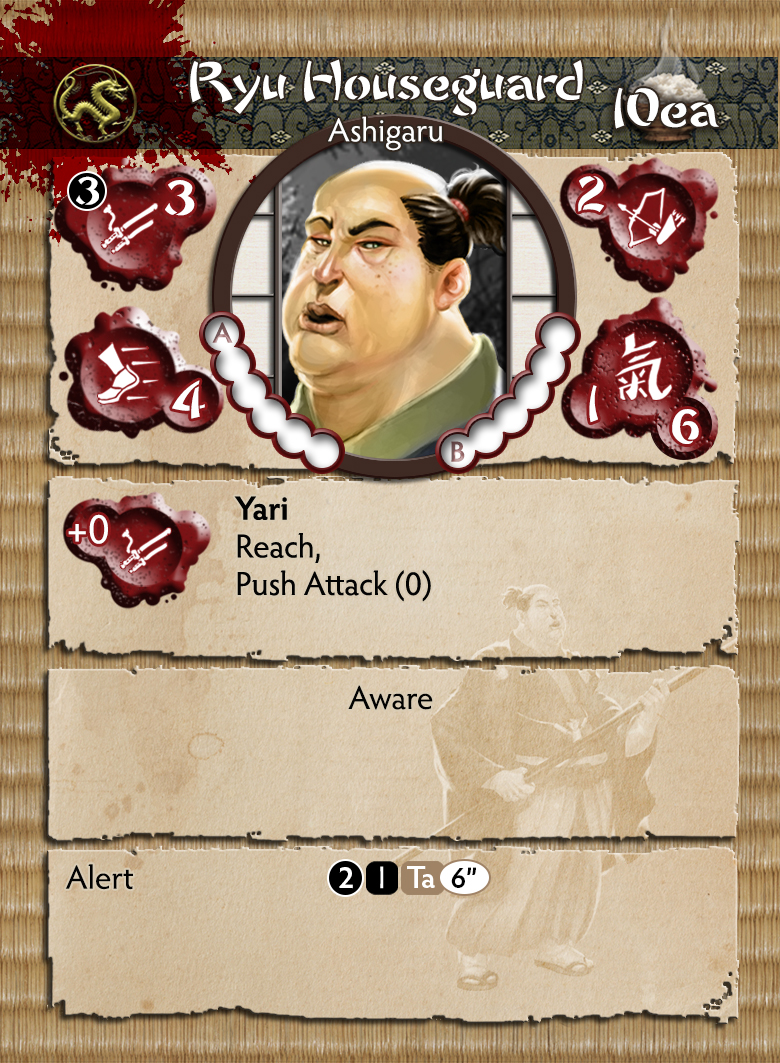 Ryu Houseguard
10ea
Ashigaru
3 3
2
A
4
B
氣
1 6
+0
Yari
Reach,
Push Attack (0)
Aware
Alert 2 1 Ta 6"